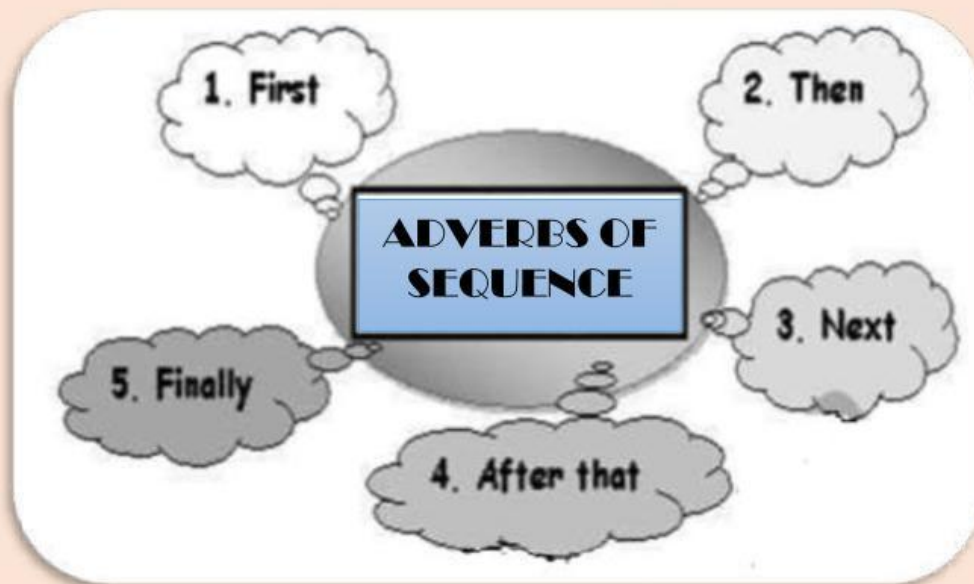 1. First
2. Then
ADVERBS OF
SEQUENCE
3. Next
4. After that
5. Finally